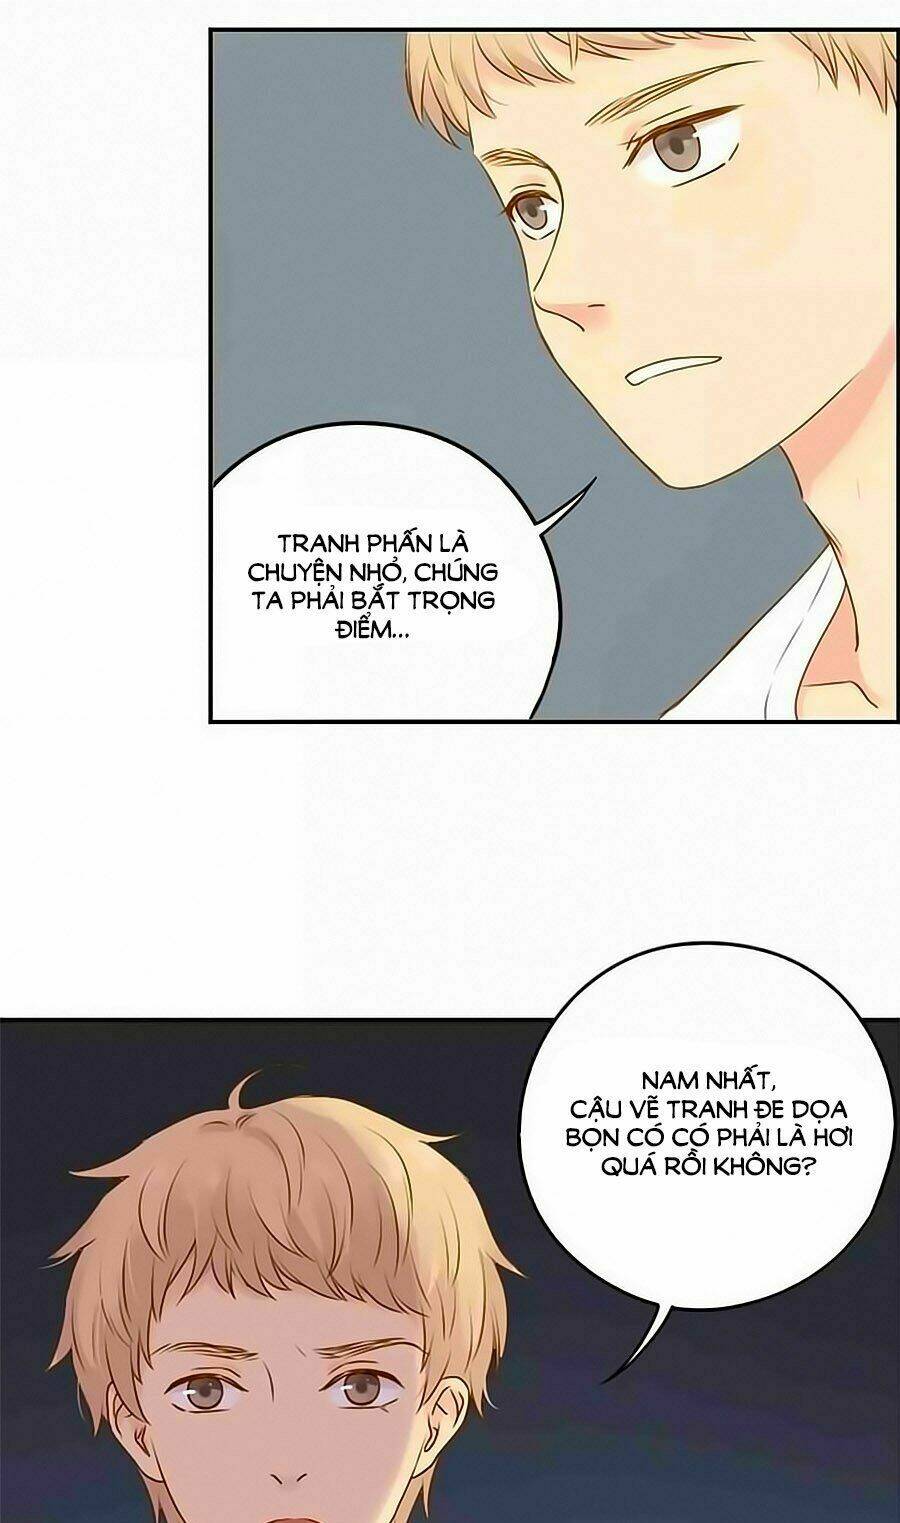 TRANH PHẤN LÀ
CHUYỆN NHỎ, CHÚNG
TA PHẢI BẮT TRỌNG
ĐIỂM...
NAM NHẤT,
CẬU VẼ TRANH ĐE DỌA
BỌN CÓ CÓ PHẢI LÀ HƠI
QUÁ RỒI KHÔNG?